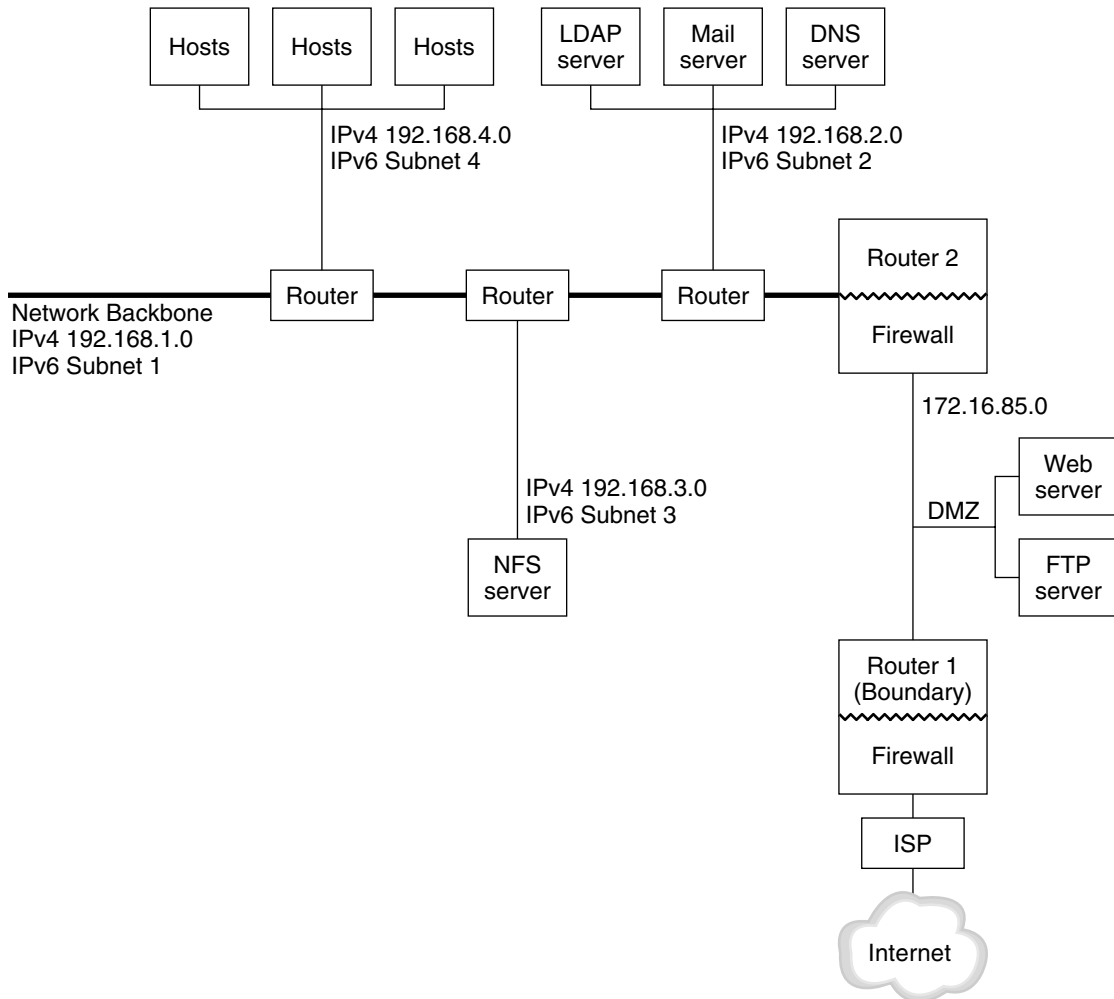 Hosts
Hosts
Hosts
LDAP
server
Mail
server
DNS
server
IPv4 192.168.4.0
IPv6 Subnet 4
IPv4 192.168.2.0
IPv6 Subnet 2
Router
Router
Router
Router 2
Firewall
Network Backbone
IPv4 192.168.1.0
IPv6 Subnet 1
172.16.85.0
IPv4 192.168.3.0
IPv6 Subnet 3
NFS
server
DMZ
Web
server
FTP
server
Router 1
(Boundary)
Firewall
ISP
Internet